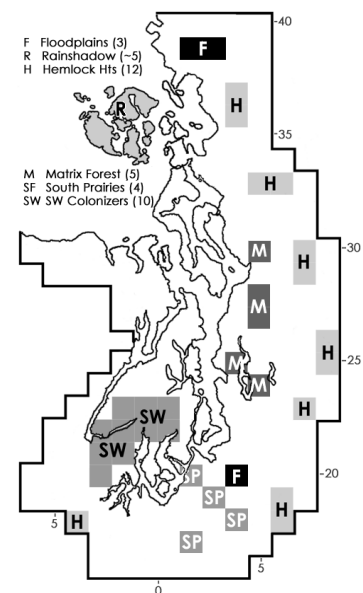 -40
F Floodplains (3)
R Rainshadow (~5)
H Hemlock Hts (12)
F
R
H
-35
M Matrix Forest (5)
SF South Prairies (4)
SW SW Colonizers (10)
H
M
-30
H
M
H
M
-25
M
SW
H
SW
SP
F
-20
SP
H
5
H
SP
SP
5
0